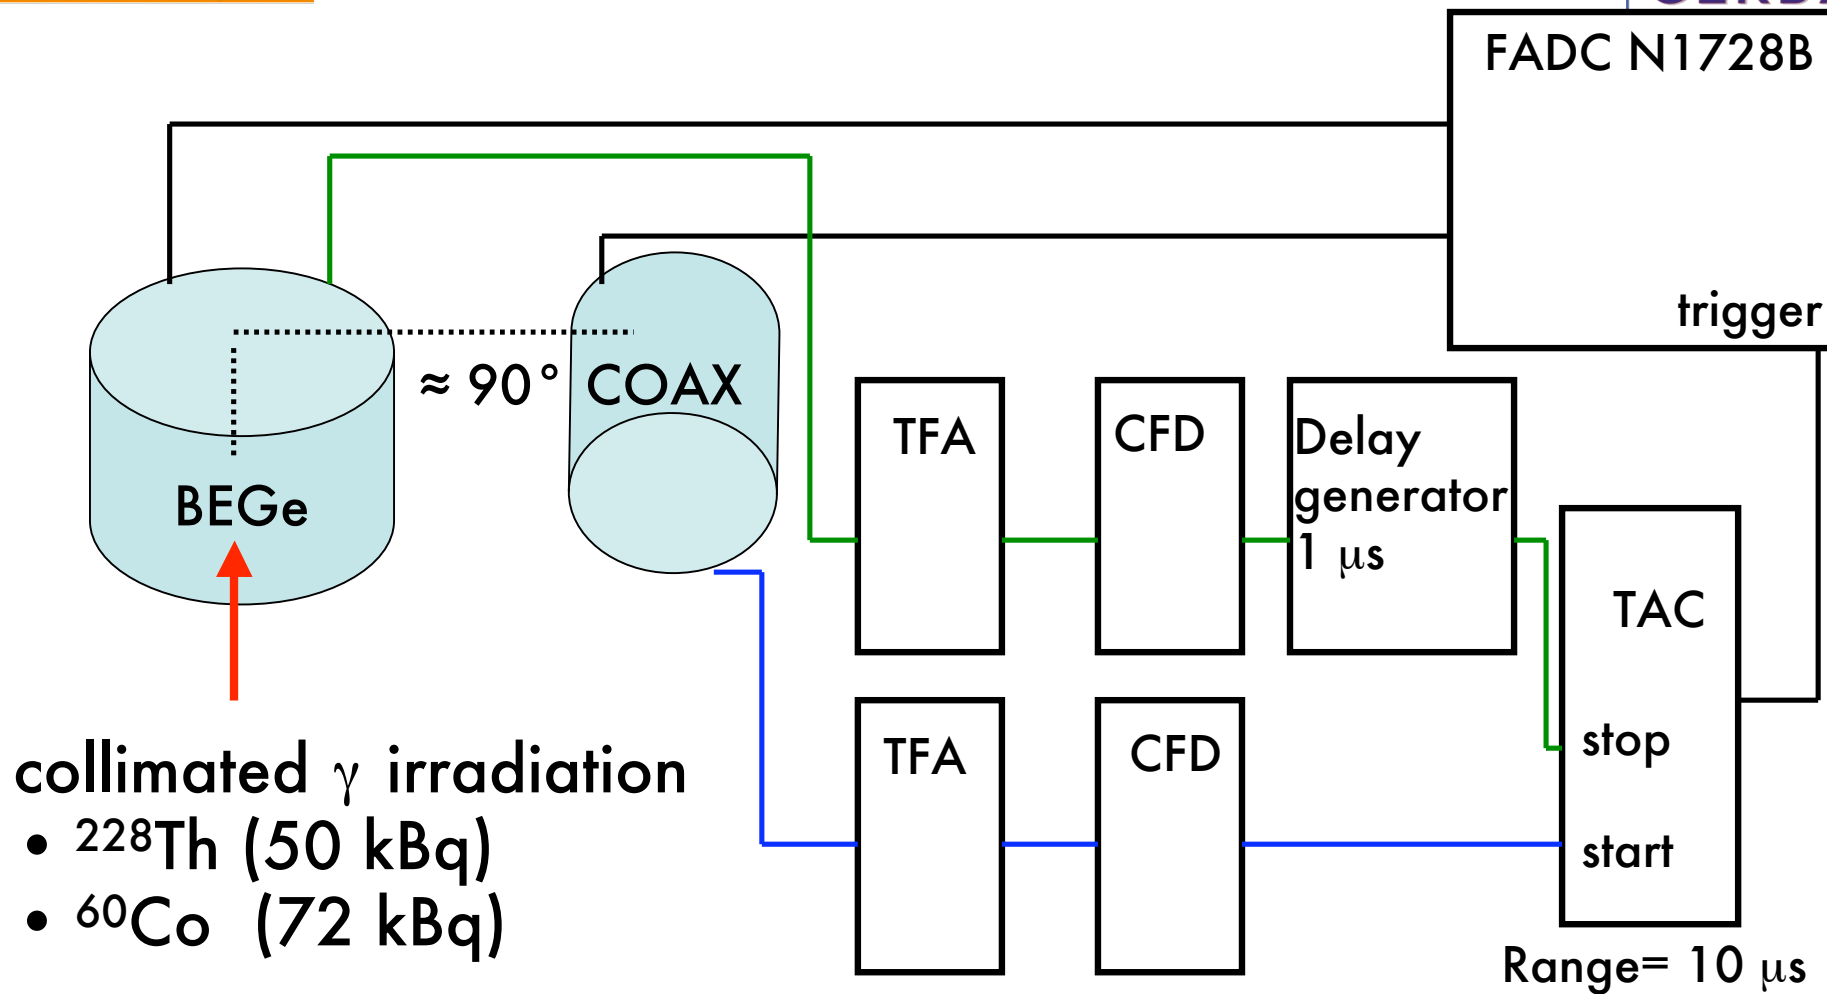 FADC N1728B
trigger
≈ 90° COAX
BEGe
TFA
CFD
Delay
generator
1 μs
TAC
stop
start
TFA
CFD
Range= 10 μs
collimated γ irradiation
• ²²⁸Th (50 kBq)
• ⁶⁰Co (72 kBq)